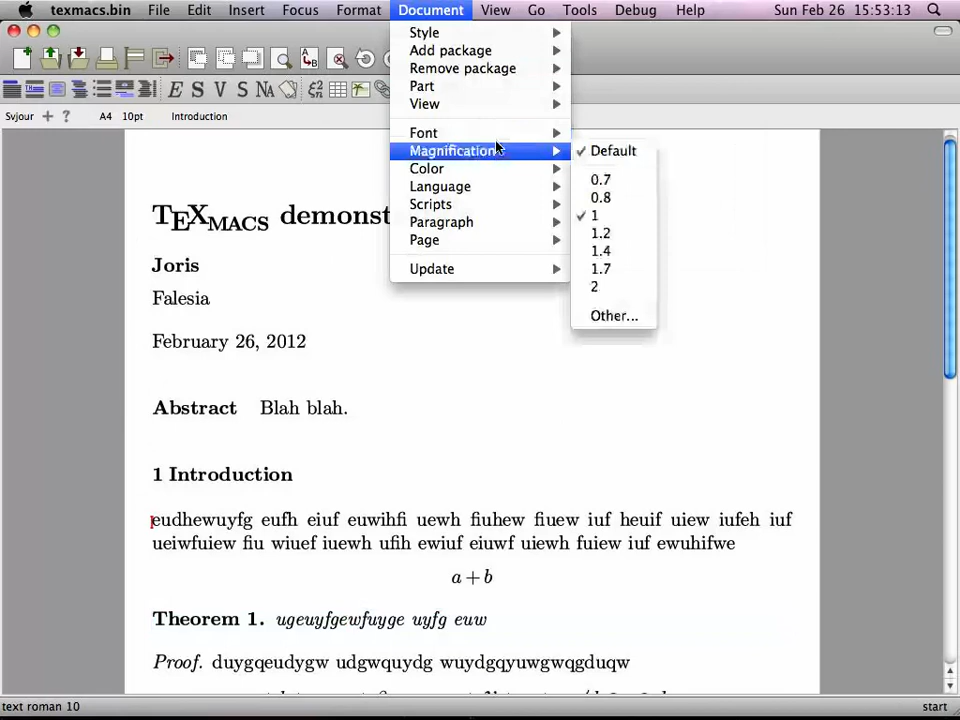 texmacs.bin File Edit Insert Focus Format Document View Go Tools Debug Help Sun Feb 26 15:53:13
Style
Add package
Remove package
Part
View
Font
Magnification
Color
Language
Scripts
Paragraph
Page
Update
Default
0.7
0.8
1
1.2
1.4
1.7
2
Other...
E S V S NA
Svjour A4 10pt Introduction
TEXMACS demonst
Joris
Falesia
February 26, 2012
Abstract Blah blah.
1 Introduction
eudhewuyfg eufh eiuf euwihfi uewh fiuhew fiuew iuf heuif uiew iufeh iuf
ueiwfuiew fiu wiuef iuewh ufih ewiuf eiuwf uiewh fuiew iuf ewuhifwe
a + b
Theorem 1. ugeuyfgewfuyge uyfg euw
Proof. duygqeudygw udgwquydg wuydgqyuwgwqgduqw
text roman 10 start